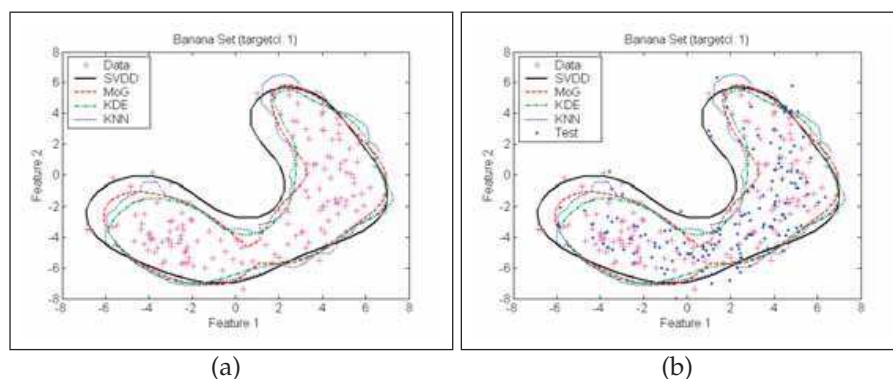 Banana Set (targetcl: 1)
Data
SVDD
MoG
KDE
KNN
Feature 2
8
6
4
2
0
-2
-4
-6
-8
-8 -6 -4 -2 0 2 4 6 8
Feature 1
(a)
Banana Set (targetcl: 1)
Data
SVDD
MoG
KDE
KNN
Test
Feature 2
8
6
4
2
0
-2
-4
-6
-8
-8 -6 -4 -2 0 2 4 6 8
Feature 1
(b)